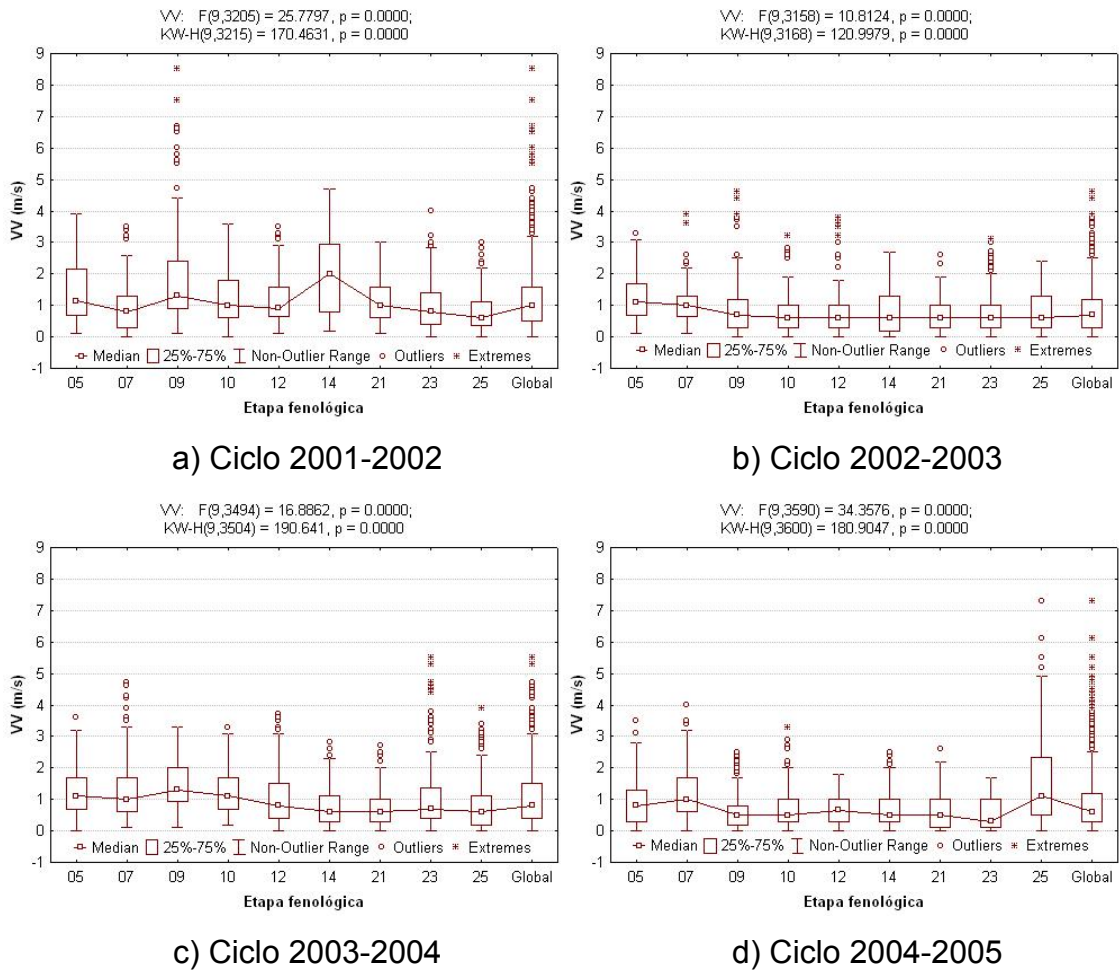 VV: F(9,3205) = 25.7797, p = 0.0000;
KW-H(9,3215) = 170.4631, p = 0.0000
9
8
7
6
5
4
3
2
1
0
-1
VV (m/s)
Median 25%-75% Non-Outlier Range Outliers Extremes
05 07 09 10 12 14 21 23 25 Global
Etapa fenológica
a) Ciclo 2001-2002
VV: F(9,3158) = 10.8124, p = 0.0000;
KW-H(9,3168) = 120.9979, p = 0.0000
9
8
7
6
5
4
3
2
1
0
-1
VV (m/s)
Median 25%-75% Non-Outlier Range Outliers Extremes
05 07 09 10 12 14 21 23 25 Global
Etapa fenológica
b) Ciclo 2002-2003
VV: F(9,3494) = 16.8862, p = 0.0000;
KW-H(9,3504) = 190.641, p = 0.0000
9
8
7
6
5
4
3
2
1
0
-1
VV (m/s)
Median 25%-75% Non-Outlier Range Outliers Extremes
05 07 09 10 12 14 21 23 25 Global
Etapa fenológica
c) Ciclo 2003-2004
VV: F(9,3590) = 34.3576, p = 0.0000;
KW-H(9,3600) = 180.9047, p = 0.0000
9
8
7
6
5
4
3
2
1
0
-1
VV (m/s)
Median 25%-75% Non-Outlier Range Outliers Extremes
05 07 09 10 12 14 21 23 25 Global
Etapa fenológica
d) Ciclo 2004-2005